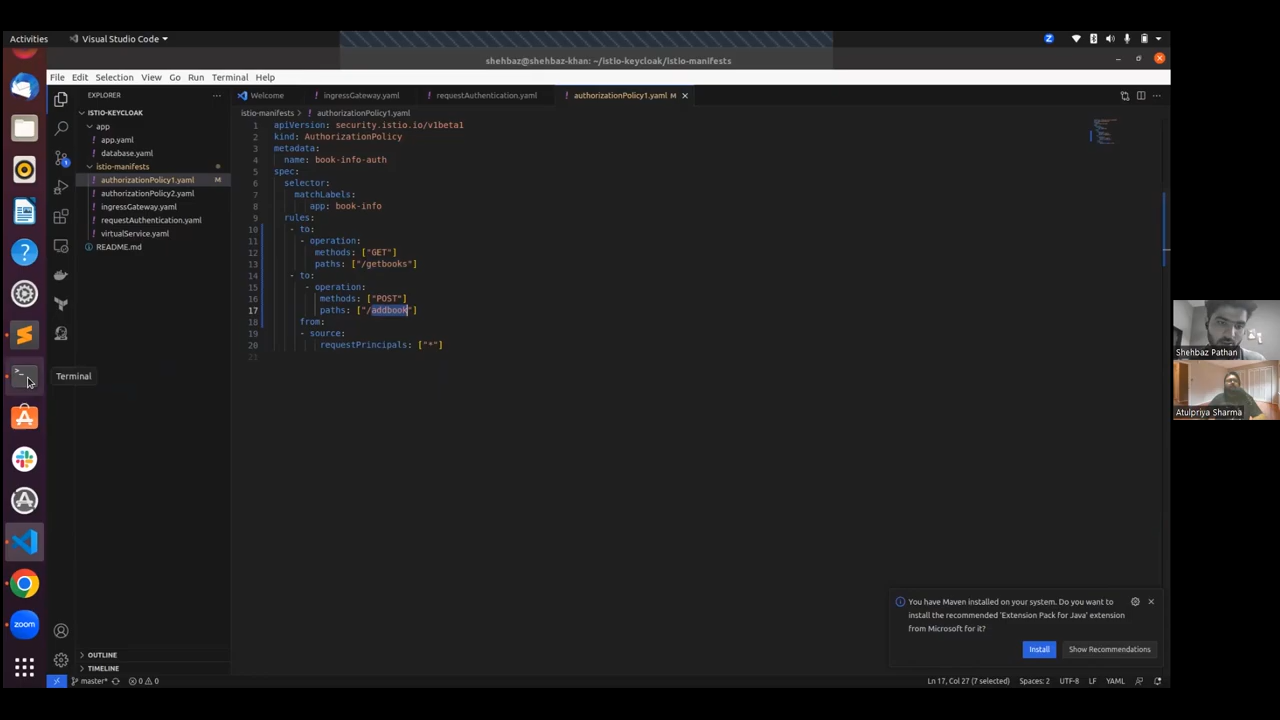 Activities
Visual Studio Code
shehbaz@shehbaz-khan: ~/istio-keycloak/istio-manifests
File Edit Selection View Go Run Terminal Help
EXPLORER
Welcome
ingressGateway.yaml
requestAuthentication.yaml
authorizationPolicy1.yaml M
ISTIO-KEYCLOAK
app
app.yaml
database.yaml
istio-manifests
authorizationPolicy1.yaml M
authorizationPolicy2.yaml
ingressGateway.yaml
requestAuthentication.yaml
virtualService.yaml
README.md
istio-manifests > authorizationPolicy1.yaml
1 apiVersion: security.istio.io/v1beta1
2 kind: AuthorizationPolicy
3 metadata:
4 name: book-info-auth
5 spec:
6 selector:
7 matchLabels:
8 app: book-info
9 rules:
10 - to:
11 - operation:
12 methods: ["GET"]
13 paths: ["/getbooks"]
14 - to:
15 - operation:
16 methods: ["POST"]
17 paths: ["/addbook"]
18 from:
19 - source:
20 requestPrincipals: ["*"]
21
Terminal
zoom
Shehbaz Pathan
Atulpriya Sharma
You have Maven installed on your system. Do you want to
install the recommended 'Extension Pack for Java' extension
from Microsoft for it?
Install
Show Recommendations
OUTLINE
TIMELINE
master* 0 0
Ln 17, Col 27 (7 selected) Spaces: 2 UTF-8 LF YAML